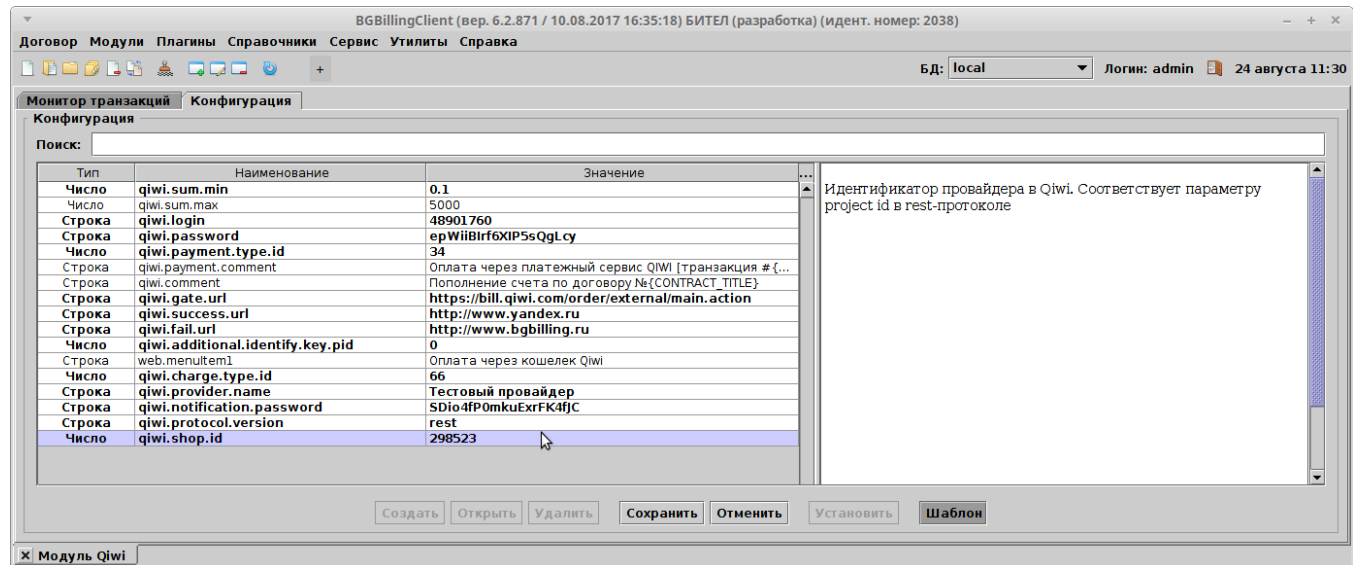 BGBillingClient (вер. 6.2.871 / 10.08.2017 16:35:18) БИТЕЛ (разработка) (идент. номер: 2038)
Договор Модули Плагины Справочники Сервис Утилиты Справка
+ БД: local Логин: admin 24 августа 11:30
Монитор транзакций Конфигурация
Конфигурация
Поиск:
Тип Наименование Значение ...
Число qiwi.sum.min 0.1
Число qiwi.sum.max 5000
Строка qiwi.login 48901760
Строка qiwi.password
Число qiwi.payment.type.id 34
Строка qiwi.payment.comment Оплата через платежный сервис QIWI [транзакция #{...
Строка qiwi.comment Пополнение счета по договору №{CONTRACT_TITLE}
Строка qiwi.gate.url https://bill.qiwi.com/order/external/main.action
Строка qiwi.success.url http://www.yandex.ru
Строка qiwi.fail.url http://www.bgbilling.ru
Число qiwi.additional.identify.key.pid 0
Строка web.menuItem1 Оплата через кошелек Qiwi
Число qiwi.charge.type.id 66
Строка qiwi.provider.name Тестовый провайдер
Строка qiwi.notification.password
Строка qiwi.protocol.version rest
Число qiwi.shop.id 298523
Идентификатор провайдера в Qiwi. Соответствует параметру
project id в rest-протоколе
Создать Открыть Удалить Сохранить Отменить Установить Шаблон
Модуль Qiwi